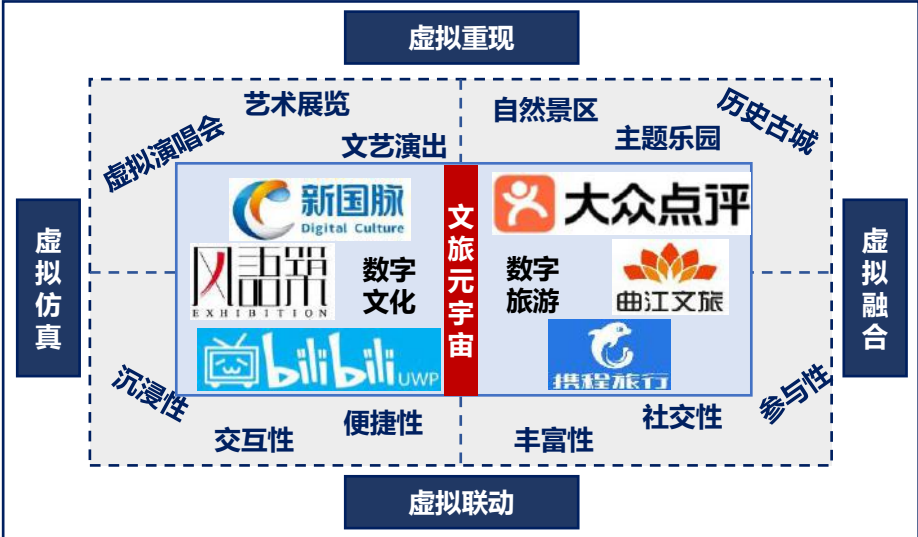 虚拟重现
艺术展览
自然景区
历史古城
虚拟演唱会
文艺演出
主题乐园
新国脉
Digital Culture
大众点评
虚拟仿真
风语筑
EXHIBITION
数字
文化
文旅元宇宙
数字
旅游
曲江文旅
虚拟融合
bilibili UWP
携程旅行
沉浸性
交互性
便捷性
丰富性
社交性
参与性
虚拟联动